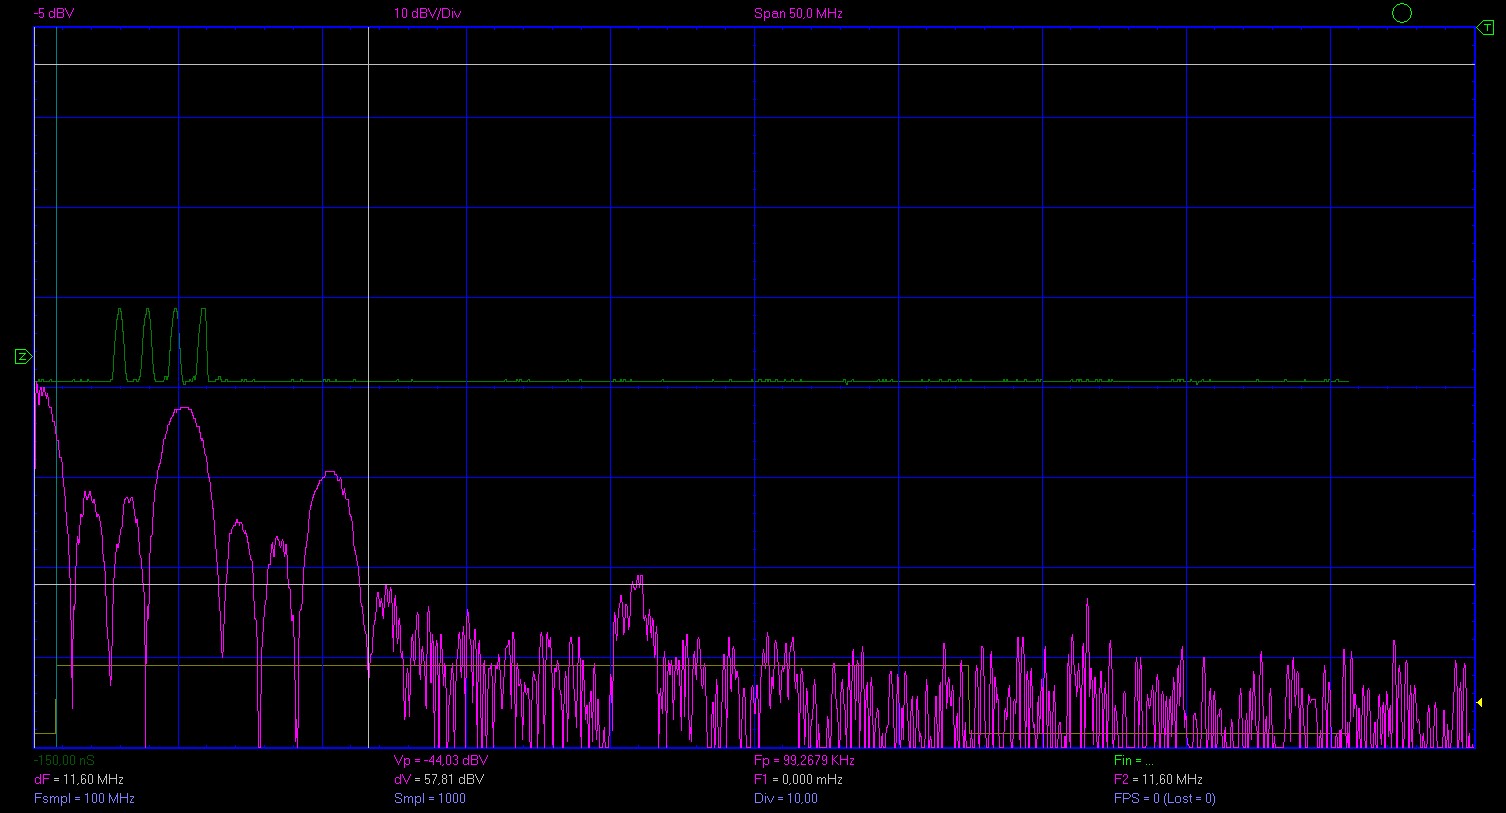 -5 dBV 10 dBV/Div Span 50,0 MHz
T
Z
-150,00 nS Vp = -44,03 dBV Fp = 99,2679 KHz Fin = ...
dF = 11,60 MHz dV = 57,81 dBV F1 = 0,000 mHz F2 = 11,60 MHz
Fsmpl = 100 MHz Smpl = 1000 Div = 10,00 FPS = 0 (Lost = 0)